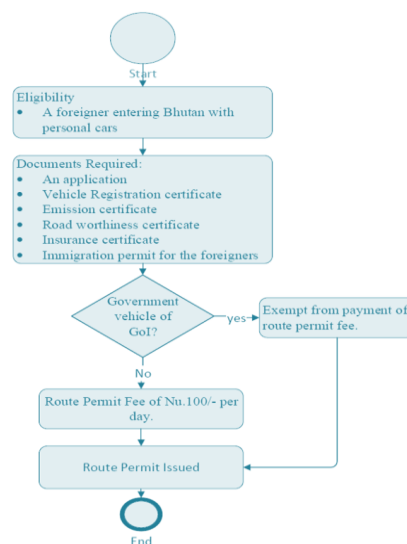 Start
Eligibility
• A foreigner entering Bhutan with
personal cars
Documents Required:
• An application
• Vehicle Registration certificate
• Emission certificate
• Road worthiness certificate
• Insurance certificate
• Immigration permit for the foreigners
Government
vehicle of
GoI?
yes
Exempt from payment of
route permit fee.
No
Route Permit Fee of Nu.100/- per
day.
Route Permit Issued
End